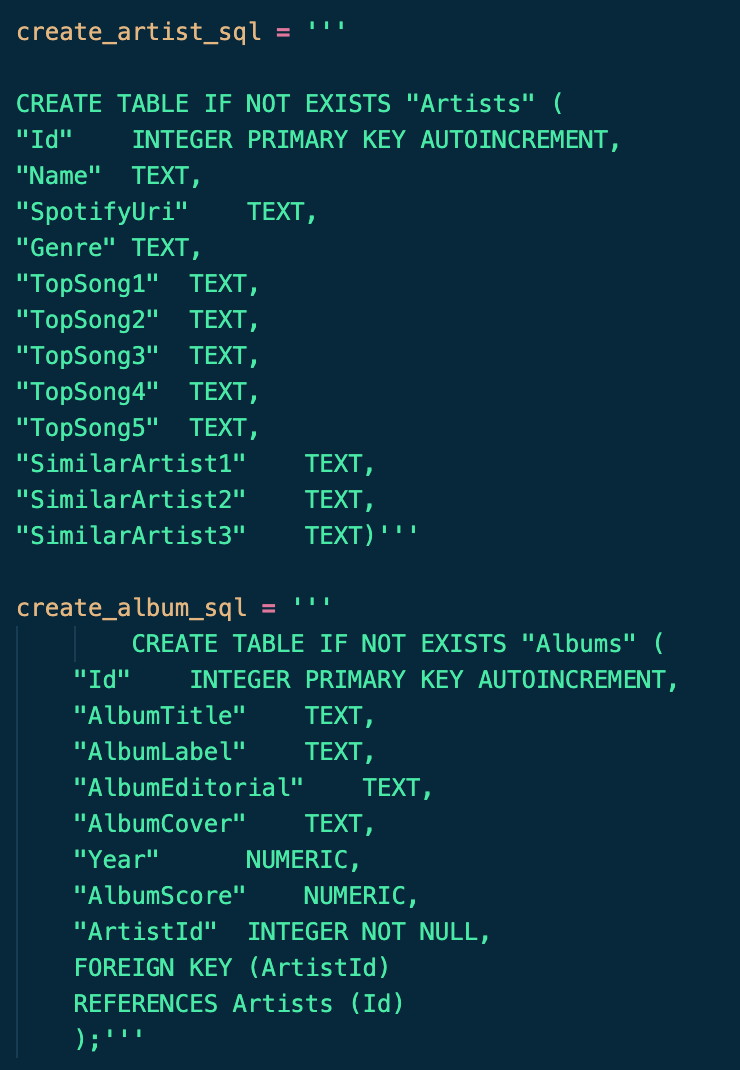 create_artist_sql = '''
CREATE TABLE IF NOT EXISTS "Artists" (
"Id"    INTEGER PRIMARY KEY AUTOINCREMENT,
"Name"  TEXT,
"SpotifyUri"    TEXT,
"Genre" TEXT,
"TopSong1"  TEXT,
"TopSong2"  TEXT,
"TopSong3"  TEXT,
"TopSong4"  TEXT,
"TopSong5"  TEXT,
"SimilarArtist1"    TEXT,
"SimilarArtist2"    TEXT,
"SimilarArtist3"    TEXT)'''
create_album_sql = '''
        CREATE TABLE IF NOT EXISTS "Albums" (
    "Id"    INTEGER PRIMARY KEY AUTOINCREMENT,
    "AlbumTitle"    TEXT,
    "AlbumLabel"    TEXT,
    "AlbumEditorial"    TEXT,
    "AlbumCover"    TEXT,
    "Year"      NUMERIC,
    "AlbumScore"    NUMERIC,
    "ArtistId"  INTEGER NOT NULL,
    FOREIGN KEY (ArtistId)
    REFERENCES Artists (Id)
    );'''